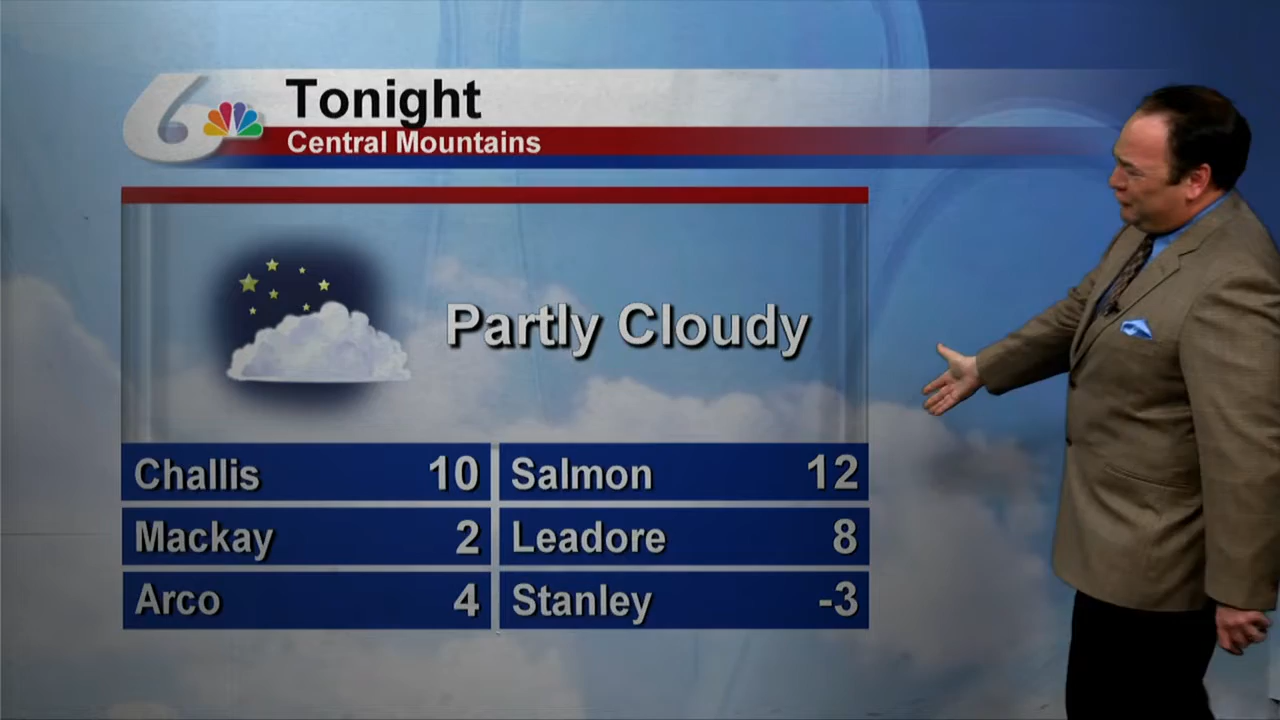 6
Tonight
Central Mountains
Partly Cloudy
Challis 10 Salmon 12
Mackay 2 Leadore 8
Arco 4 Stanley -3